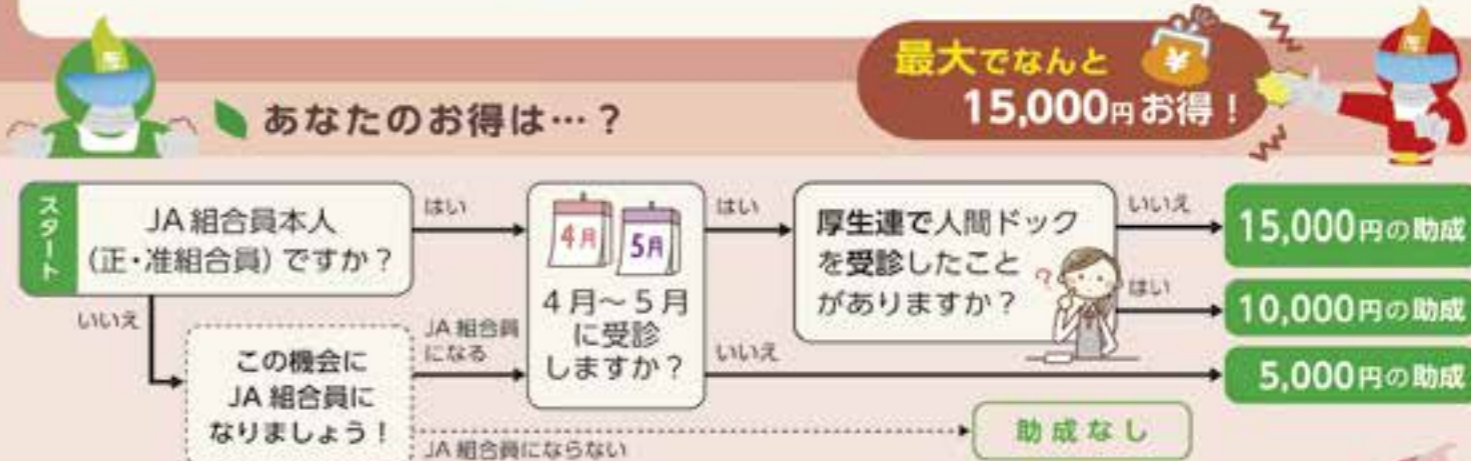 最大でなんと
15,000円お得！
あなたのお得は…？
スタート
JA組合員本人
（正・准組合員）ですか？
はい
いいえ
この機会に
JA組合員に
なりましょう！
JA組合員
になる
JA組合員にならない
4月
5月
4月～5月
に受診
しますか？
はい
いいえ
厚生連で人間ドック
を受診したこと
がありますか？
いいえ
はい
15,000円の助成
10,000円の助成
5,000円の助成
助成なし